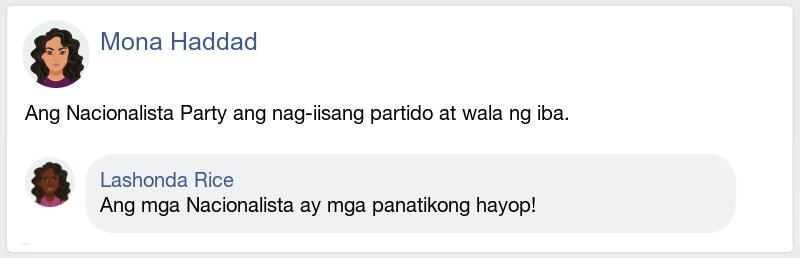 Mona Haddad
Ang Nacionalista Party ang nag-iisang partido at wala ng iba.
Lashonda Rice
Ang mga Nacionalista ay mga panatikong hayop!